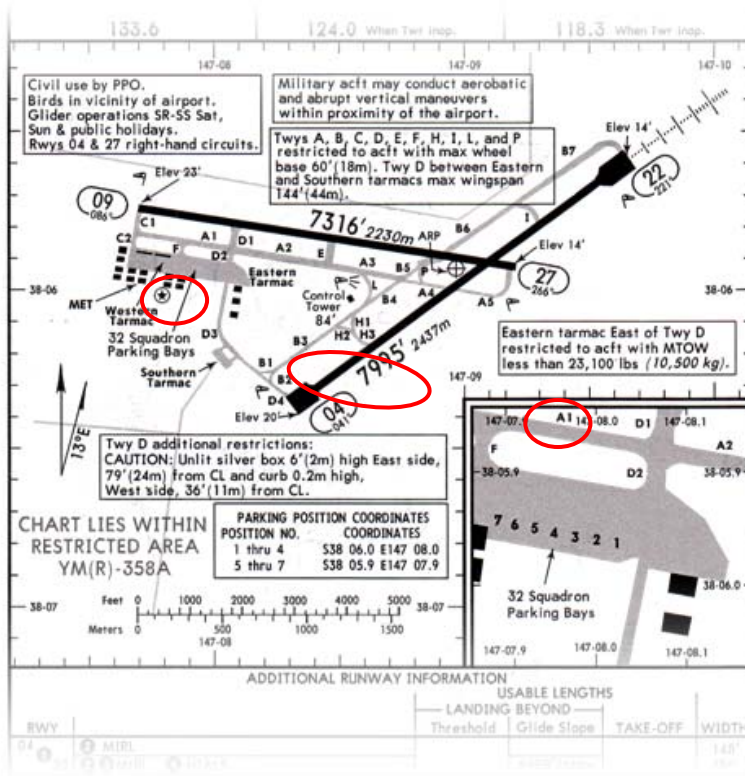 133.6 124.0 When Twr inop. 118.3 When Twr inop.
147-08 147-09 147-10
Civil use by PPO.
Birds in vicinity of airport.
Glider operations SR-SS Sat,
Sun & public holidays.
Rwys 04 & 27 right-hand circuits.
Military acft may conduct aerobatic
and abrupt vertical maneuvers
within proximity of the airport.
Twys A, B, C, D, E, F, H, I, L, and P
restricted to acft with max wheel
base 60'(18m). Twy D between Eastern
and Southern tarmacs max wingspan
144'(44m).
Elev 14'
B7
22
221°
Elev 23'
09
086°
C1
7316' 2230m
ARP
B6
I
Elev 14'
C2
F
A1
D1
D2
A2
E
A3
B5
P
A4
A5
27
266°
38-06
MET
Western
Tarmac
Eastern
Tarmac
L
B4
38-06
32 Squadron
Parking Bays
Control
Tower
84'
H1
H2
H3
D3
B3
7995' 2437m
Southern
Tarmac
B1
B2
D4
Elev 20'
04
041°
147-09
Eastern tarmac East of Twy D
restricted to acft with MTOW
less than 23,100 lbs (10,500 kg).
13°E
Twy D additional restrictions:
CAUTION: Unlit silver box 6'(2m) high East side,
79'(24m) from CL and curb 0.2m high,
West side, 36'(11m) from CL.
147-07.9 A1 147-08.0 D1 147-08.1
A2
F
38-05.9 D2 38-05.9
7 6 5 4 3 2 1
38-06.0
32 Squadron
Parking Bays
147-07.9 147-08.0 147-08.1
CHART LIES WITHIN
RESTRICTED AREA
YM(R)-358A
PARKING POSITION COORDINATES
POSITION NO. COORDINATES
1 thru 4 S38 06.0 E147 08.0
5 thru 7 S38 05.9 E147 07.9
38-07 Feet 0 1000 2000 3000 4000 5000 38-07
Meters 0 500 1000 1500
147-08
ADDITIONAL RUNWAY INFORMATION
USABLE LENGTHS
LANDING BEYOND
RWY Threshold Glide Slope TAKE-OFF WIDTH
04 MIRL 148'